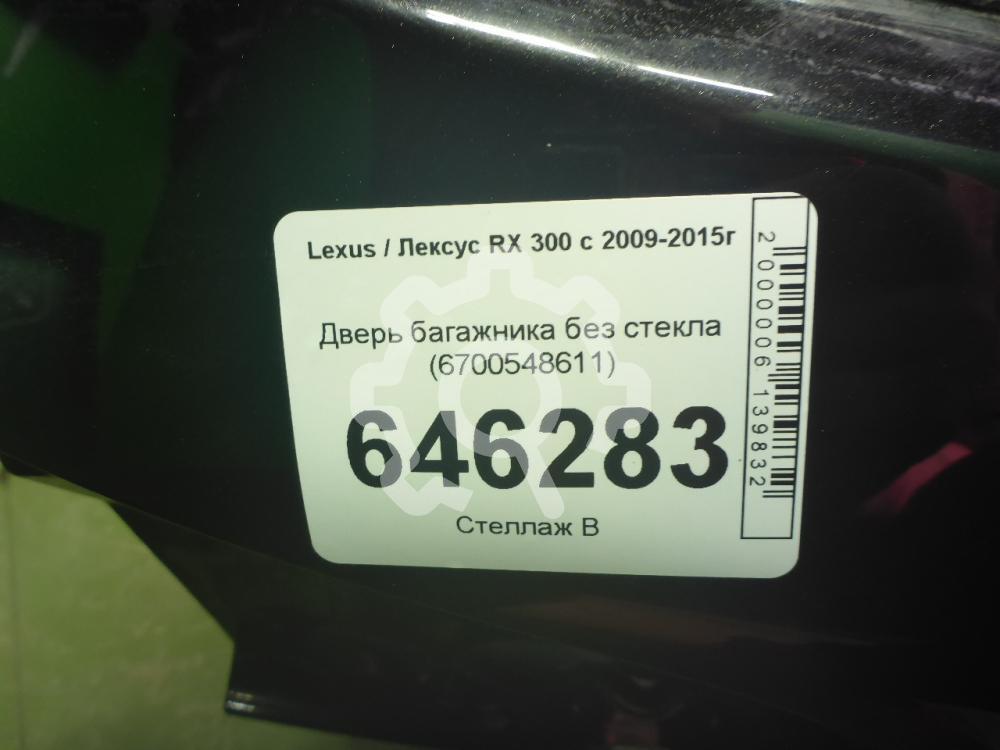 Lexus / Лексус RX 300 с 2009-2015г
Дверь багажника без стекла
(6700548611)
646283
Стеллаж В
2000006139832